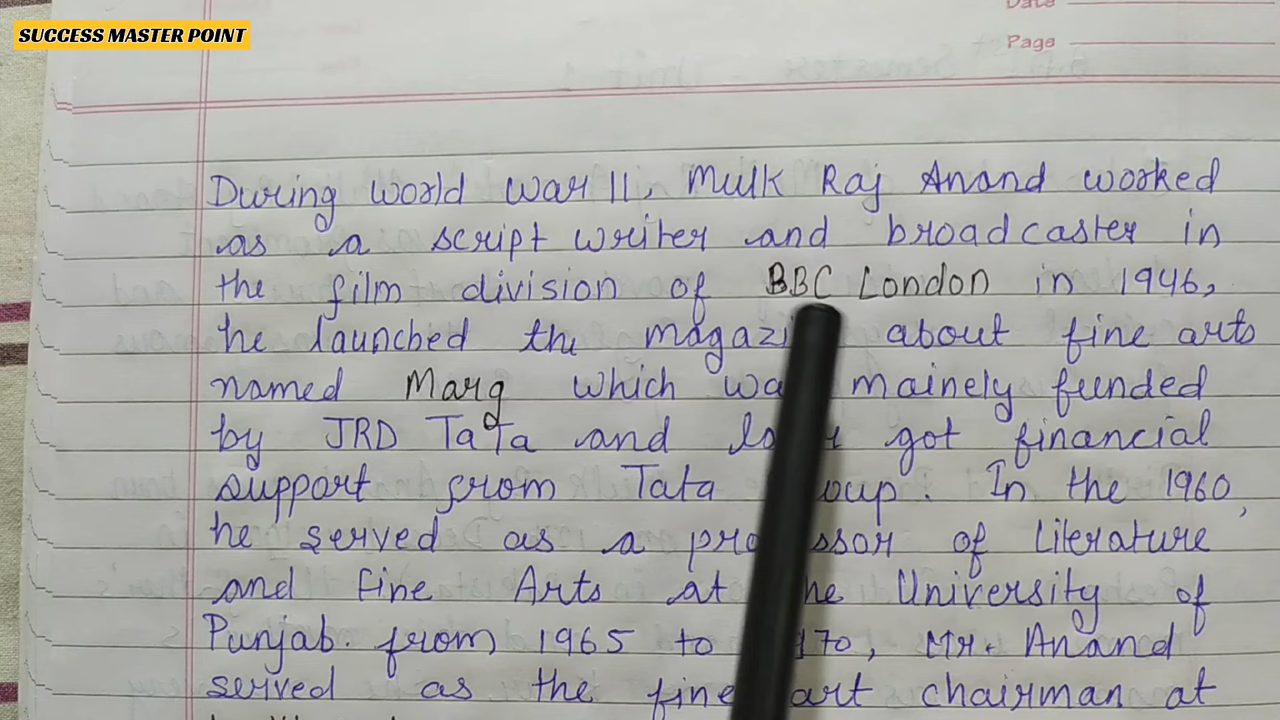 SUCCESS MASTER POINT
Date
Page
During World War II, Mulk Raj Anand worked
as a script writer and broadcaster in
the film division of BBC London in 1946,
he launched the about fine arts
named Marg which mainely funded
by JRD TaTa and got financial
support from Tata . In the 1960,
he served as a of Literature
and Fine Arts at University of
Punjab. from 1965 to , Mr. Anand
served as the fine art chairman at